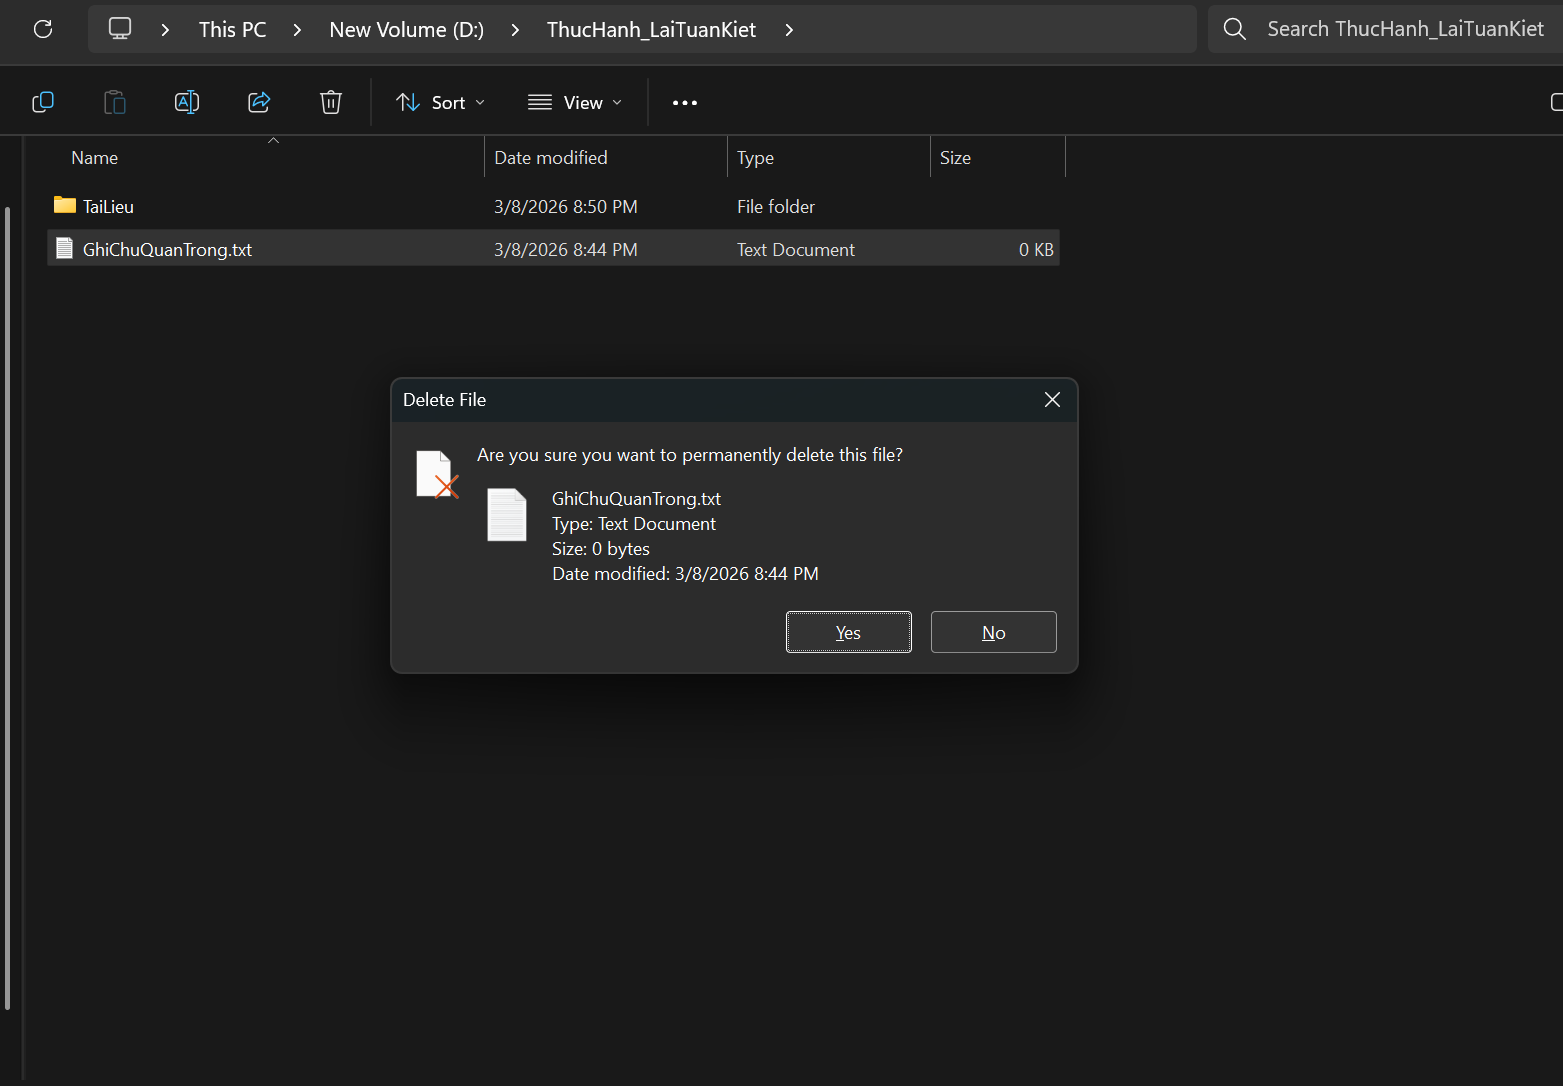 This PC > New Volume (D:) > ThucHanh_LaiTuanKiet >
Search ThucHanh_LaiTuanKiet
Sort
View
Name Date modified Type Size
TaiLieu 3/8/2026 8:50 PM File folder
GhiChuQuanTrong.txt 3/8/2026 8:44 PM Text Document 0 KB
Delete File
Are you sure you want to permanently delete this file?
GhiChuQuanTrong.txt
Type: Text Document
Size: 0 bytes
Date modified: 3/8/2026 8:44 PM
Yes
No